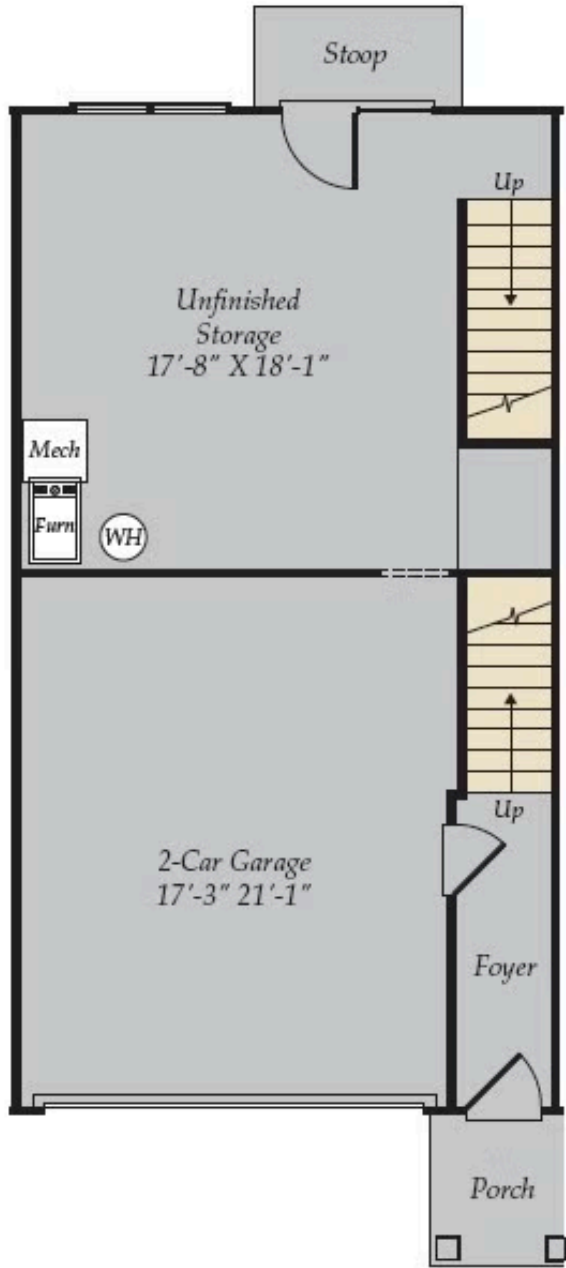 Stoop
Up
Unfinished
Storage
17'-8" X 18'-1"
Mech
Furn
WH
Up
2-Car Garage
17'-3" 21'-1"
Foyer
Porch